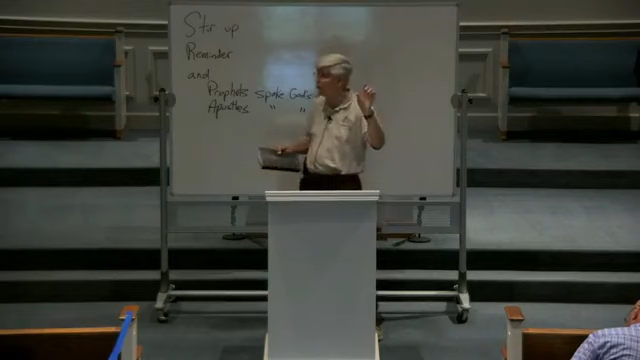 Stir up
Reminder
and
Prophets spoke God's
Apostles " "